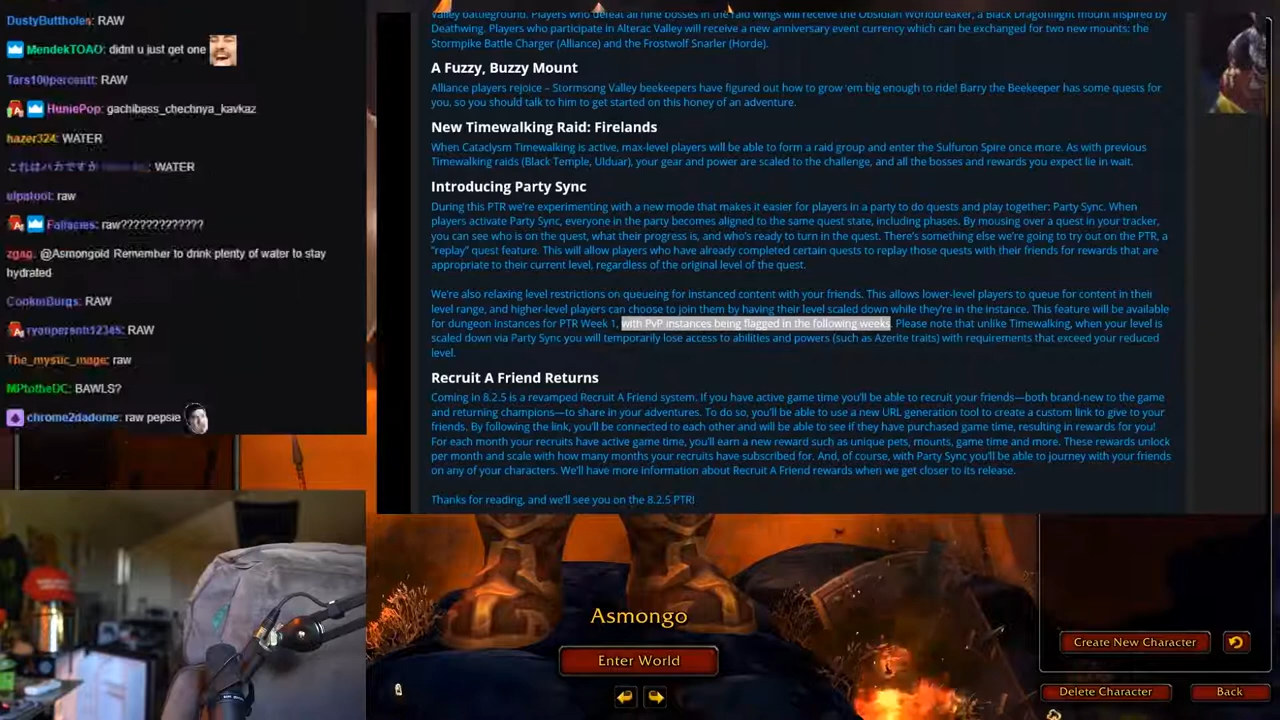 DustyButtholer: RAW
MendekTOAO: didnt u just get one
Tars100percentt: RAW
HuniePop: gachibass_chechnya_kavkaz
hazer324: WATER
これはバカですか : WATER
ulpatoot: raw
Fallacies: raw?????????????
zgag: @Asmongold Remember to drink plenty of water to stay
hydrated
CookmBurgs: RAW
ryanpersnth12345: RAW
The_mystic_mage: raw
MPtotheDC: BAWLS?
chrome2dadome: raw pepsie
Valley battleground. Players who defeat all nine bosses in the raid wings will receive the Obsidian Worldbreaker, a Black Dragonflight mount inspired by
Deathwing. Players who participate in Alterac Valley will receive a new anniversary event currency which can be exchanged for two new mounts: the
Stormpike Battle Charger (Alliance) and the Frostwolf Snarler (Horde).
A Fuzzy, Buzzy Mount
Alliance players rejoice – Stormsong Valley beekeepers have figured out how to grow 'em big enough to ride! Barry the Beekeeper has some quests for
you, so you should talk to him to get started on this honey of an adventure.
New Timewalking Raid: Firelands
When Cataclysm Timewalking is active, max-level players will be able to form a raid group and enter the Sulfuron Spire once more. As with previous
Timewalking raids (Black Temple, Ulduar), your gear and power are scaled to the challenge, and all the bosses and rewards you expect lie in wait.
Introducing Party Sync
During this PTR we're experimenting with a new mode that makes it easier for players in a party to do quests and play together: Party Sync. When
players activate Party Sync, everyone in the party becomes aligned to the same quest state, including phases. By mousing over a quest in your tracker,
you can see who is on the quest, what their progress is, and who's ready to turn in the quest. There's something else we're going to try out on the PTR, a
"replay" quest feature. This will allow players who have already completed certain quests to replay those quests with their friends for rewards that are
appropriate to their current level, regardless of the original level of the quest.
We're also relaxing level restrictions on queueing for instanced content with your friends. This allows lower-level players to queue for content in their
level range, and higher-level players can choose to join them by having their level scaled down while they're in the instance. This feature will be available
for dungeon instances for PTR Week 1, with PvP instances being flagged in the following weeks. Please note that unlike Timewalking, when your level is
scaled down via Party Sync you will temporarily lose access to abilities and powers (such as Azerite traits) with requirements that exceed your reduced
level.
Recruit A Friend Returns
Coming in 8.2.5 is a revamped Recruit A Friend system. If you have active game time you'll be able to recruit your friends—both brand-new to the game
and returning champions—to share in your adventures. To do so, you'll be able to use a new URL generation tool to create a custom link to give to your
friends. By following the link, you'll be connected to each other and will be able to see if they have purchased game time, resulting in rewards for you!
For each month your recruits have active game time, you'll earn a new reward such as unique pets, mounts, game time and more. These rewards unlock
per month and scale with how many months your recruits have subscribed for. And, of course, with Party Sync you'll be able to journey with your friends
on any of your characters. We'll have more information about Recruit A Friend rewards when we get closer to its release.
Thanks for reading, and we'll see you on the 8.2.5 PTR!
Asmongo
Enter World
Create New Character
Delete Character
Back